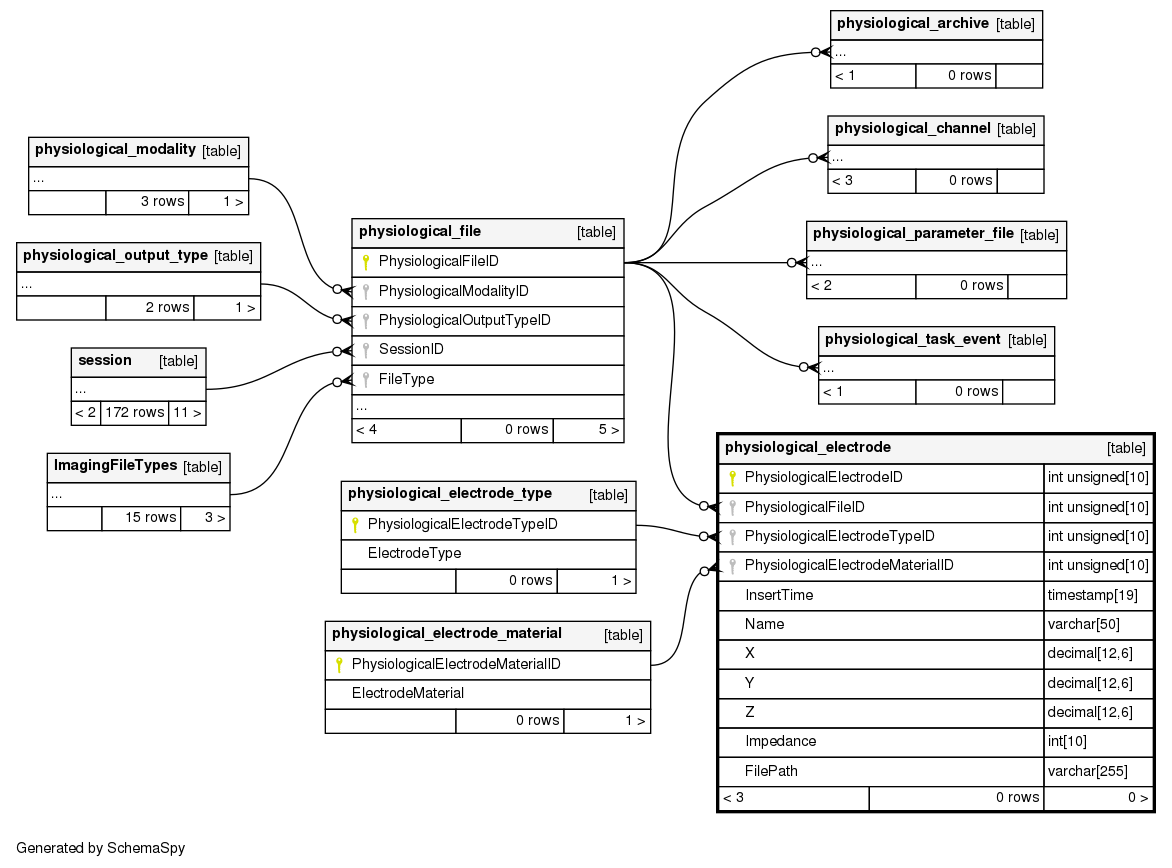 physiological_archive [table]
...
< 1 0 rows
physiological_channel [table]
...
< 3 0 rows
physiological_modality [table]
...
3 rows 1 >
physiological_file [table]
PhysiologicalFileID
PhysiologicalModalityID
PhysiologicalOutputTypeID
SessionID
FileType
...
< 4 0 rows 5 >
physiological_parameter_file [table]
...
< 2 0 rows
physiological_output_type [table]
...
2 rows 1 >
physiological_task_event [table]
...
< 1 0 rows
session [table]
...
< 2 172 rows 11 >
ImagingFileTypes [table]
...
15 rows 3 >
physiological_electrode [table]
PhysiologicalElectrodeID int unsigned[10]
PhysiologicalFileID int unsigned[10]
PhysiologicalElectrodeTypeID int unsigned[10]
PhysiologicalElectrodeMaterialID int unsigned[10]
InsertTime timestamp[19]
Name varchar[50]
X decimal[12,6]
Y decimal[12,6]
Z decimal[12,6]
Impedance int[10]
FilePath varchar[255]
< 3 0 rows 0 >
physiological_electrode_type [table]
PhysiologicalElectrodeTypeID
ElectrodeType
0 rows 1 >
physiological_electrode_material [table]
PhysiologicalElectrodeMaterialID
ElectrodeMaterial
0 rows 1 >
Generated by SchemaSpy